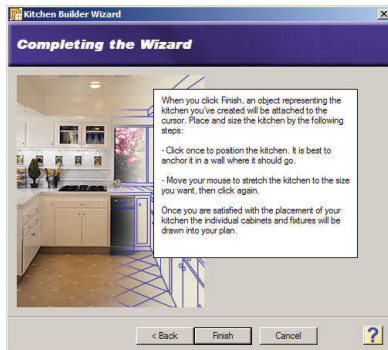 Kitchen Builder Wizard
Completing the Wizard
When you click Finish, an object representing the
kitchen you've created will be attached to the
cursor. Place and size the kitchen by the following
steps:
- Click once to position the kitchen. It is best to
anchor it in a wall where it should go.
- Move your mouse to stretch the kitchen to the size
you want, then click again.
Once you are satisfied with the placement of your
kitchen the individual cabinets and fixtures will be
drawn into your plan.
< Back
Finish
Cancel
?